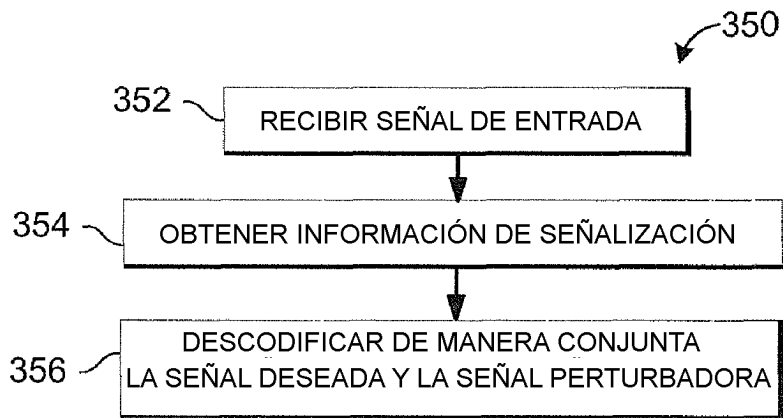 350
352
RECIBIR SEÑAL DE ENTRADA
354
OBTENER INFORMACIÓN DE SEÑALIZACIÓN
356
DESCODIFICAR DE MANERA CONJUNTA
LA SEÑAL DESEADA Y LA SEÑAL PERTURBADORA